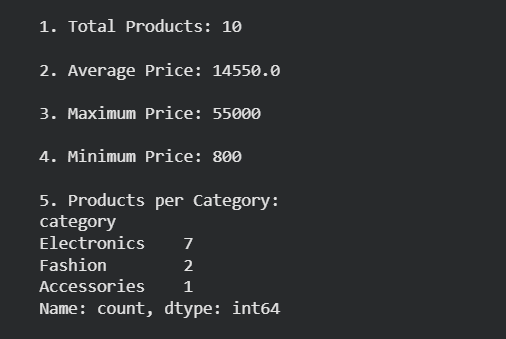 1. Total Products: 10
2. Average Price: 14550.0
3. Maximum Price: 55000
4. Minimum Price: 800
5. Products per Category:
category
Electronics    7
Fashion        2
Accessories    1
Name: count, dtype: int64